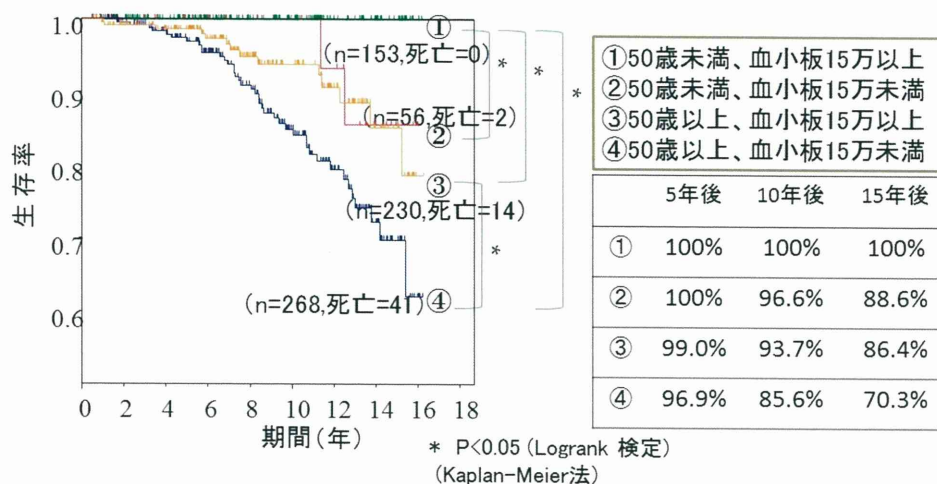 生存率
1.0
0.9
0.8
0.7
0.6
0 2 4 6 8 10 12 14 16 18
期間(年)
①
(n=153,死亡=0)
(n=56,死亡=2)
②
③
(n=230,死亡=14)
(n=268,死亡=41)
④
*
*
*
*
* P<0.05 (Logrank 検定)
(Kaplan-Meier法)
①50歳未満、血小板15万以上
②50歳未満、血小板15万未満
③50歳以上、血小板15万以上
④50歳以上、血小板15万未満
5年後 10年後 15年後
① 100% 100% 100%
② 100% 96.6% 88.6%
③ 99.0% 93.7% 86.4%
④ 96.9% 85.6% 70.3%